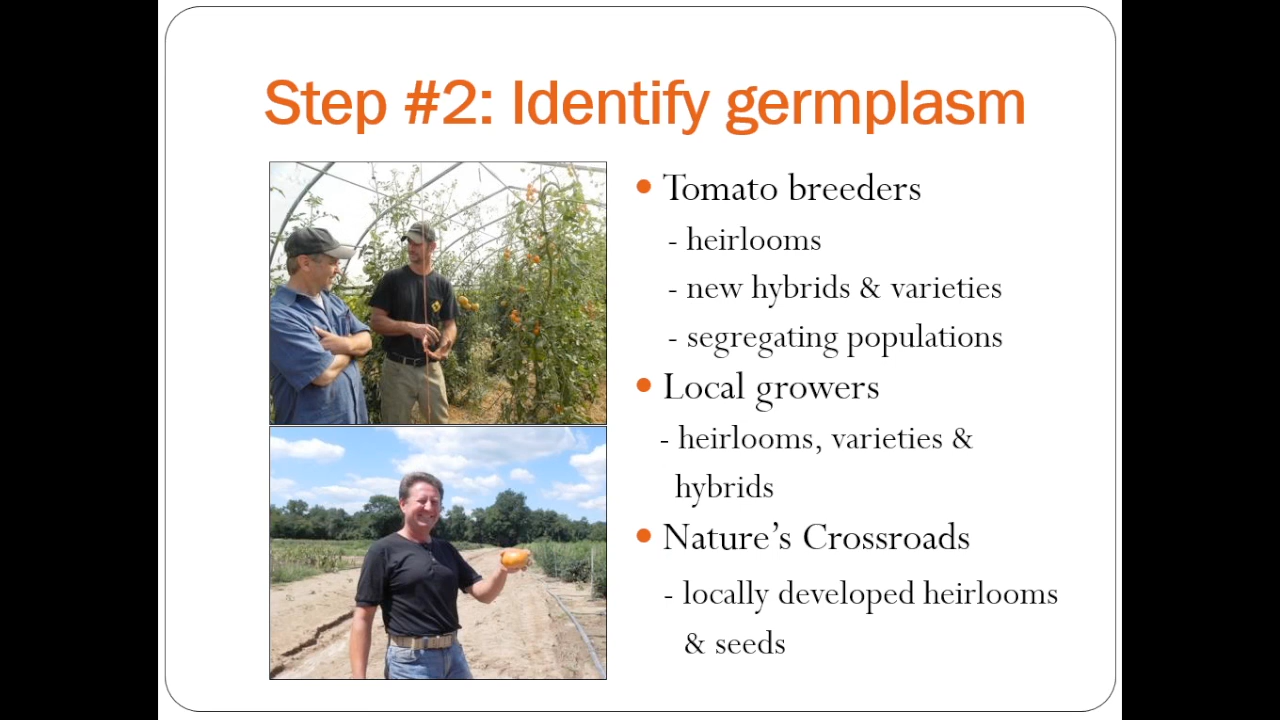 Step #2: Identify germplasm
• Tomato breeders
- heirlooms
- new hybrids & varieties
- segregating populations
• Local growers
- heirlooms, varieties &
hybrids
• Nature’s Crossroads
- locally developed heirlooms
& seeds